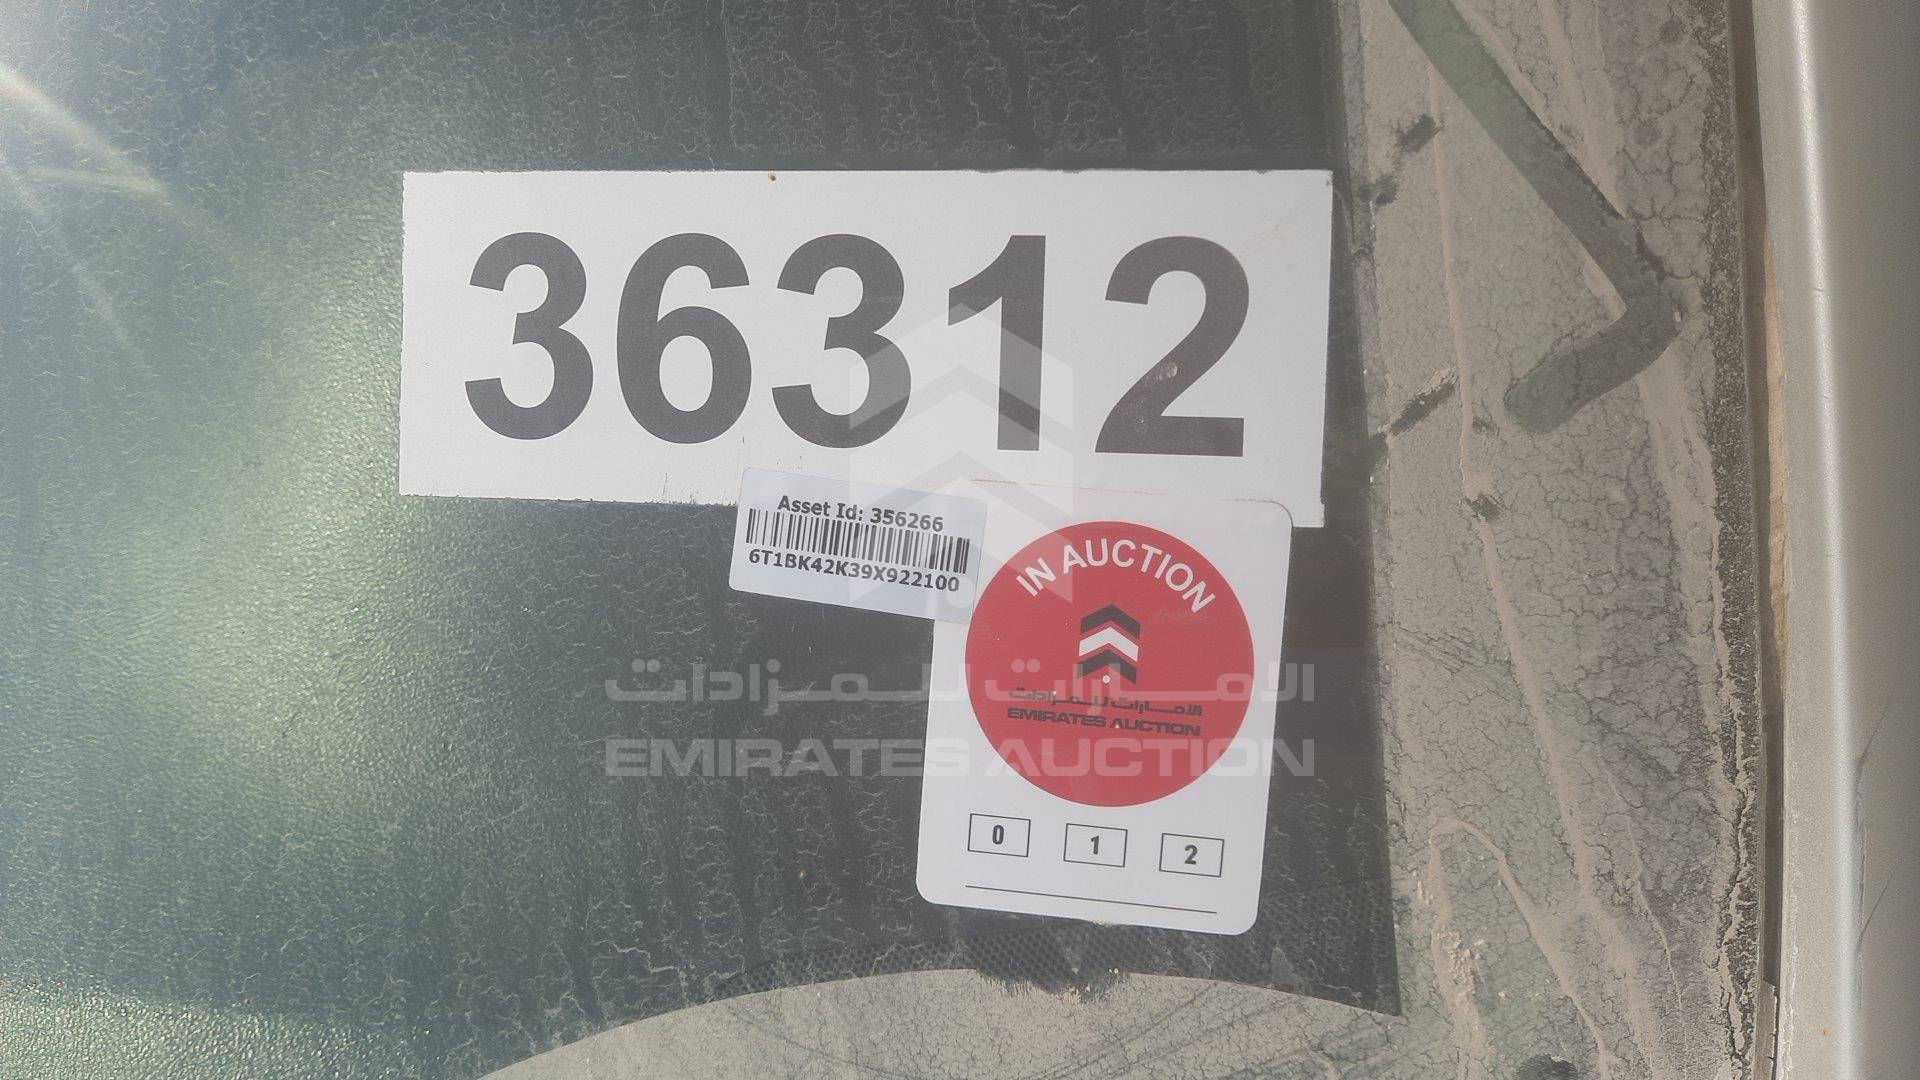 36312
Asset Id: 356266
6T1BK42K39X922100
IN AUCTION
الامارات للمزادات
EMIRATES AUCTION
0 1 2
الامارات للمزادات
EMIRATES AUCTION